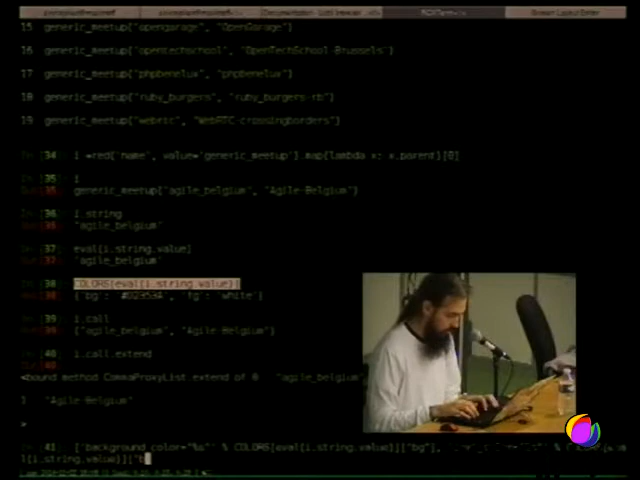 15 generic_meetup("opengarage", "OpenGarage")
16 generic_meetup("opentechschool", "OpenTechSchool-Brussels")
17 generic_meetup("phpbenelux", "phpbenelux")
18 generic_meetup("ruby_burgers", "ruby_burgers-rb")
19 generic_meetup("webrtc", "WebRTC-crossingborders")
In [34]: i =red("name", value='generic_meetup').map(lambda x: x.parent)[0]
In [35]: i
generic_meetup("agile_belgium", "Agile-Belgium")
In [36]: i.string
"agile_belgium"
In [37]: eval(i.string.value)
"agile_belgium"
In [38]: COLORS[eval(i.string.value)]
{'bg': '#D2353A', 'fg': 'white'}
In [39]: i.call
("agile_belgium", "Agile-Belgium")
In [40]: i.call.extend
<bound method CommaProxyList.extend of 0 "agile_belgium"
1 "Agile-Belgium"
>
In [41]: ['background_color="%s"' % COLORS[eval(i.string.value)]["bg"],
l(i.string.value)]["b